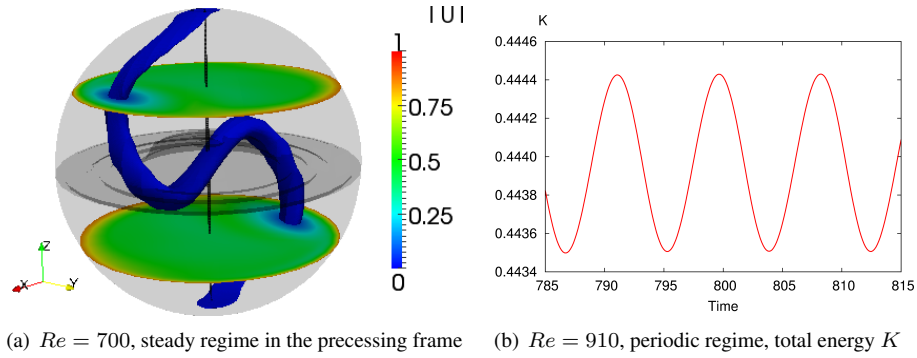 |U|
1
0.75
0.5
0.25
0
Z
X
Y
K
0.4446
0.4444
0.4442
0.4440
0.4438
0.4436
0.4434
785 790 795 800 805 810 815
Time
(a) Re = 700, steady regime in the precessing frame
(b) Re = 910, periodic regime, total energy K